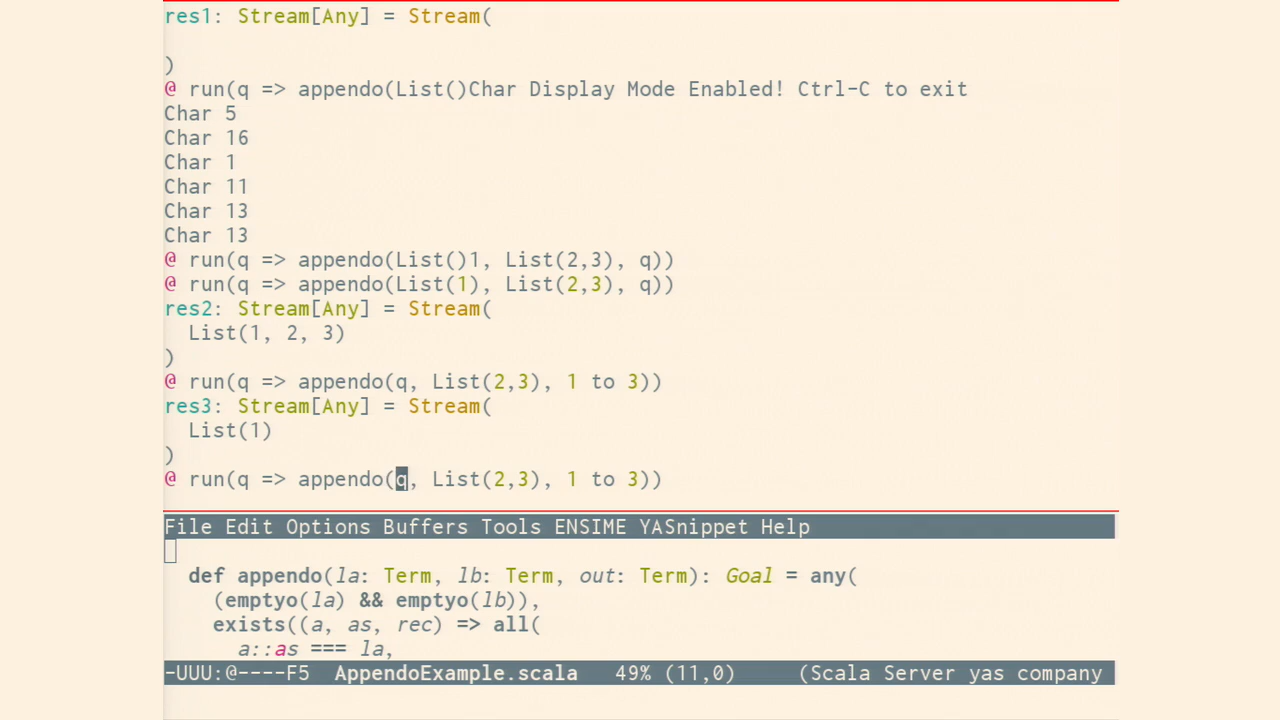 res1: Stream[Any] = Stream(
)
@ run(q => appendo(List()Char Display Mode Enabled! Ctrl-C to exit
Char 5
Char 16
Char 1
Char 11
Char 13
Char 13
@ run(q => appendo(List()1, List(2,3), q))
@ run(q => appendo(List(1), List(2,3), q))
res2: Stream[Any] = Stream(
  List(1, 2, 3)
)
@ run(q => appendo(q, List(2,3), 1 to 3))
res3: Stream[Any] = Stream(
  List(1)
)
@ run(q => appendo(q, List(2,3), 1 to 3))
File Edit Options Buffers Tools ENSIME YASnippet Help
  def appendo(la: Term, lb: Term, out: Term): Goal = any(
    (emptyo(la) && emptyo(lb)),
    exists((a, as, rec) => all(
      a::as === la,
-UUU:@----F5  AppendoExample.scala   49% (11,0)     (Scala Server yas company